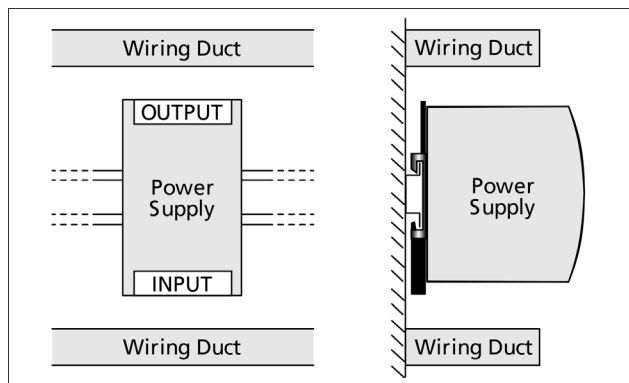 Wiring Duct
Wiring Duct
OUTPUT
Power
Supply
Power
Supply
INPUT
Wiring Duct
Wiring Duct